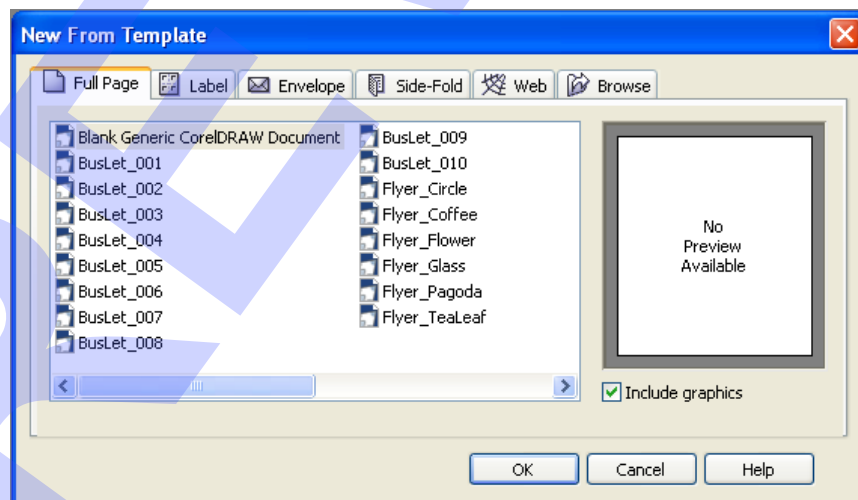 New From Template
Full Page Label Envelope Side-Fold Web Browse
Blank Generic CorelDRAW Document
BusLet_001
BusLet_002
BusLet_003
BusLet_004
BusLet_005
BusLet_006
BusLet_007
BusLet_008
BusLet_009
BusLet_010
Flyer_Circle
Flyer_Coffee
Flyer_Flower
Flyer_Glass
Flyer_Pagoda
Flyer_TeaLeaf
No
Preview
Available
Include graphics
OK Cancel Help